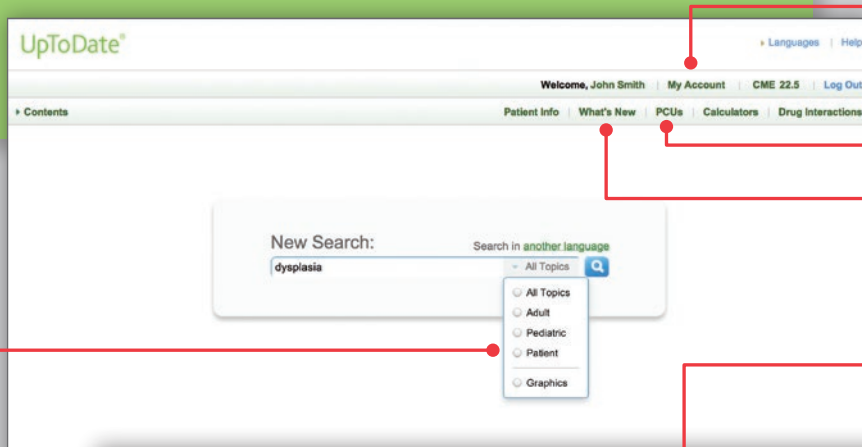 UpToDate®
Languages | Help
Welcome, John Smith | My Account | CME 22.5 | Log Out
Contents
Patient Info | What's New | PCUs | Calculators | Drug Interactions
New Search:
Search in another language
dysplasia
All Topics
All Topics
Adult
Pediatric
Patient
Graphics